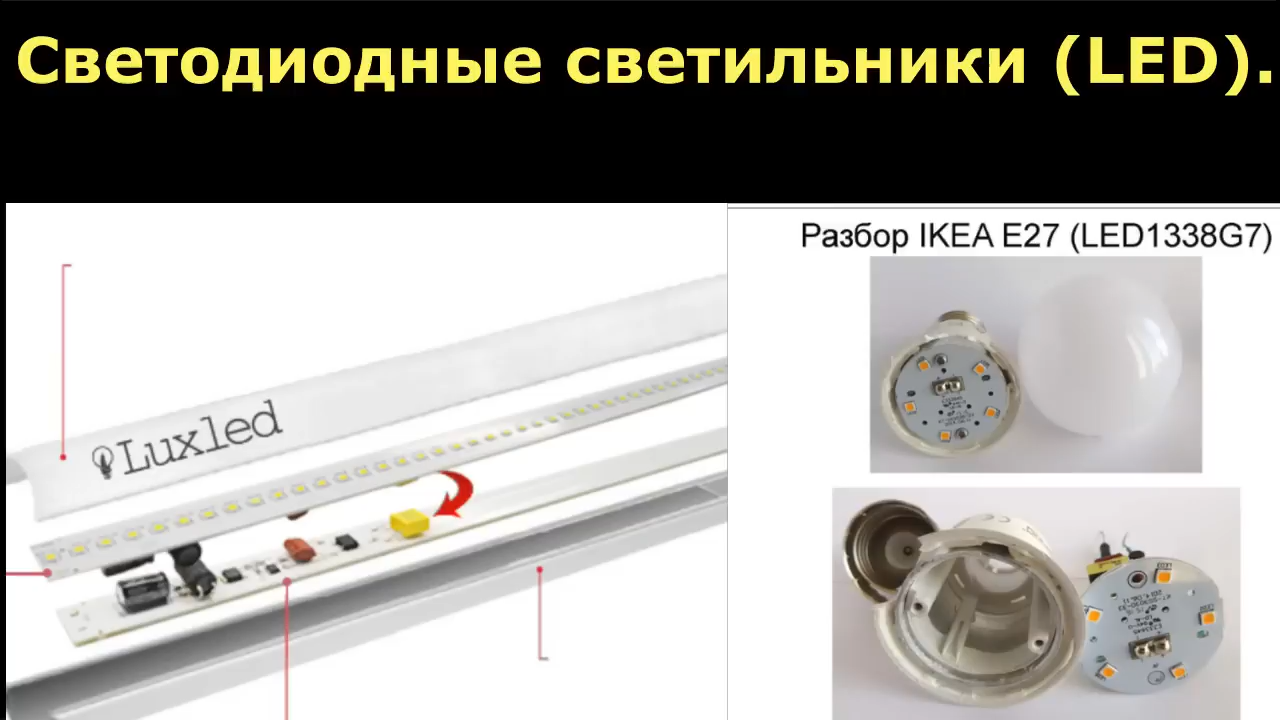 Светодиодные светильники (LED).
Разбор IKEA E27 (LED1338G7)
Luxled